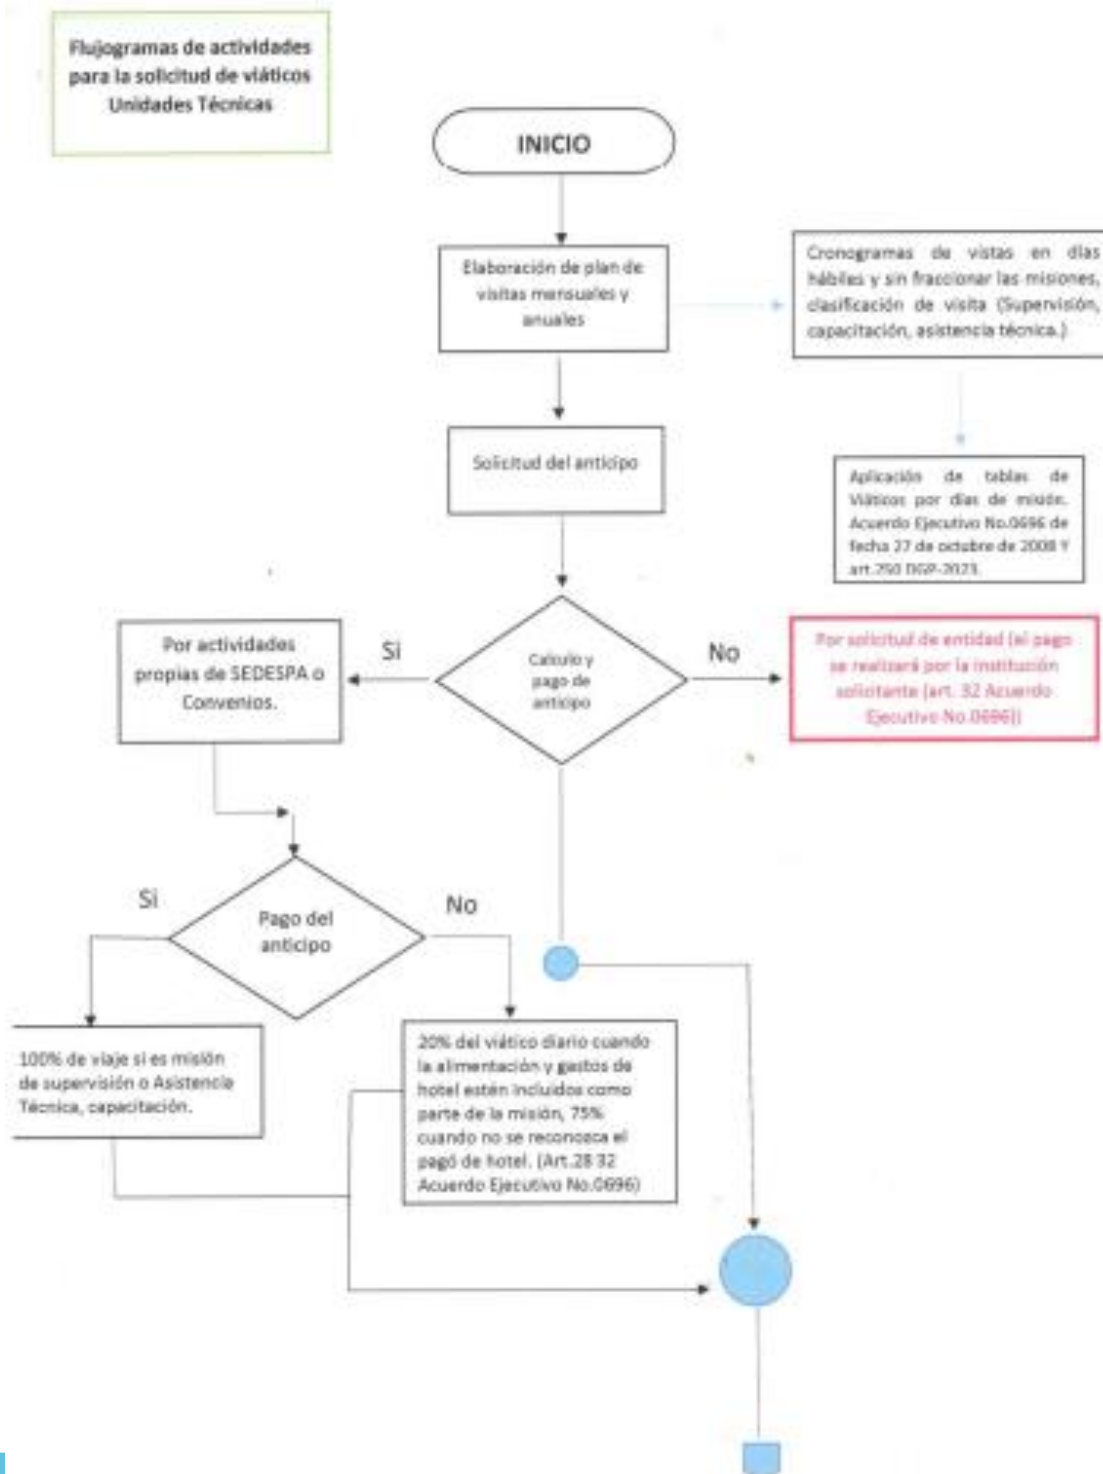 Flujogramas de actividades
para la solicitud de viáticos
Unidades Técnicas
INICIO
Elaboración de plan de
visitas mensuales y
anuales
Cronogramas de vistas en días
hábiles y sin fraccionar las misiones,
clasificación de visita (Supervisión,
capacitación, asistencia técnica.)
Solicitud del anticipo
Aplicación de tablas de
Viáticos por días de misión.
Acuerdo Ejecutivo No.0696 de
fecha 27 de octubre de 2008 Y
art.250 DGP-2023.
Por actividades
propias de SEDESPA o
Convenios.
Si
Calculo y
pago de
anticipo
No
Por solicitud de entidad (el pago
se realizará por la institución
solicitante (art. 32 Acuerdo
Ejecutivo No.0696))
Si
Pago del
anticipo
No
100% de viaje si es misión
de supervisión o Asistencia
Técnica, capacitación.
20% del viático diario cuando
la alimentación y gastos de
hotel estén incluidos como
parte de la misión, 75%
cuando no se reconozca el
pagó de hotel. (Art.28 32
Acuerdo Ejecutivo No.0696)